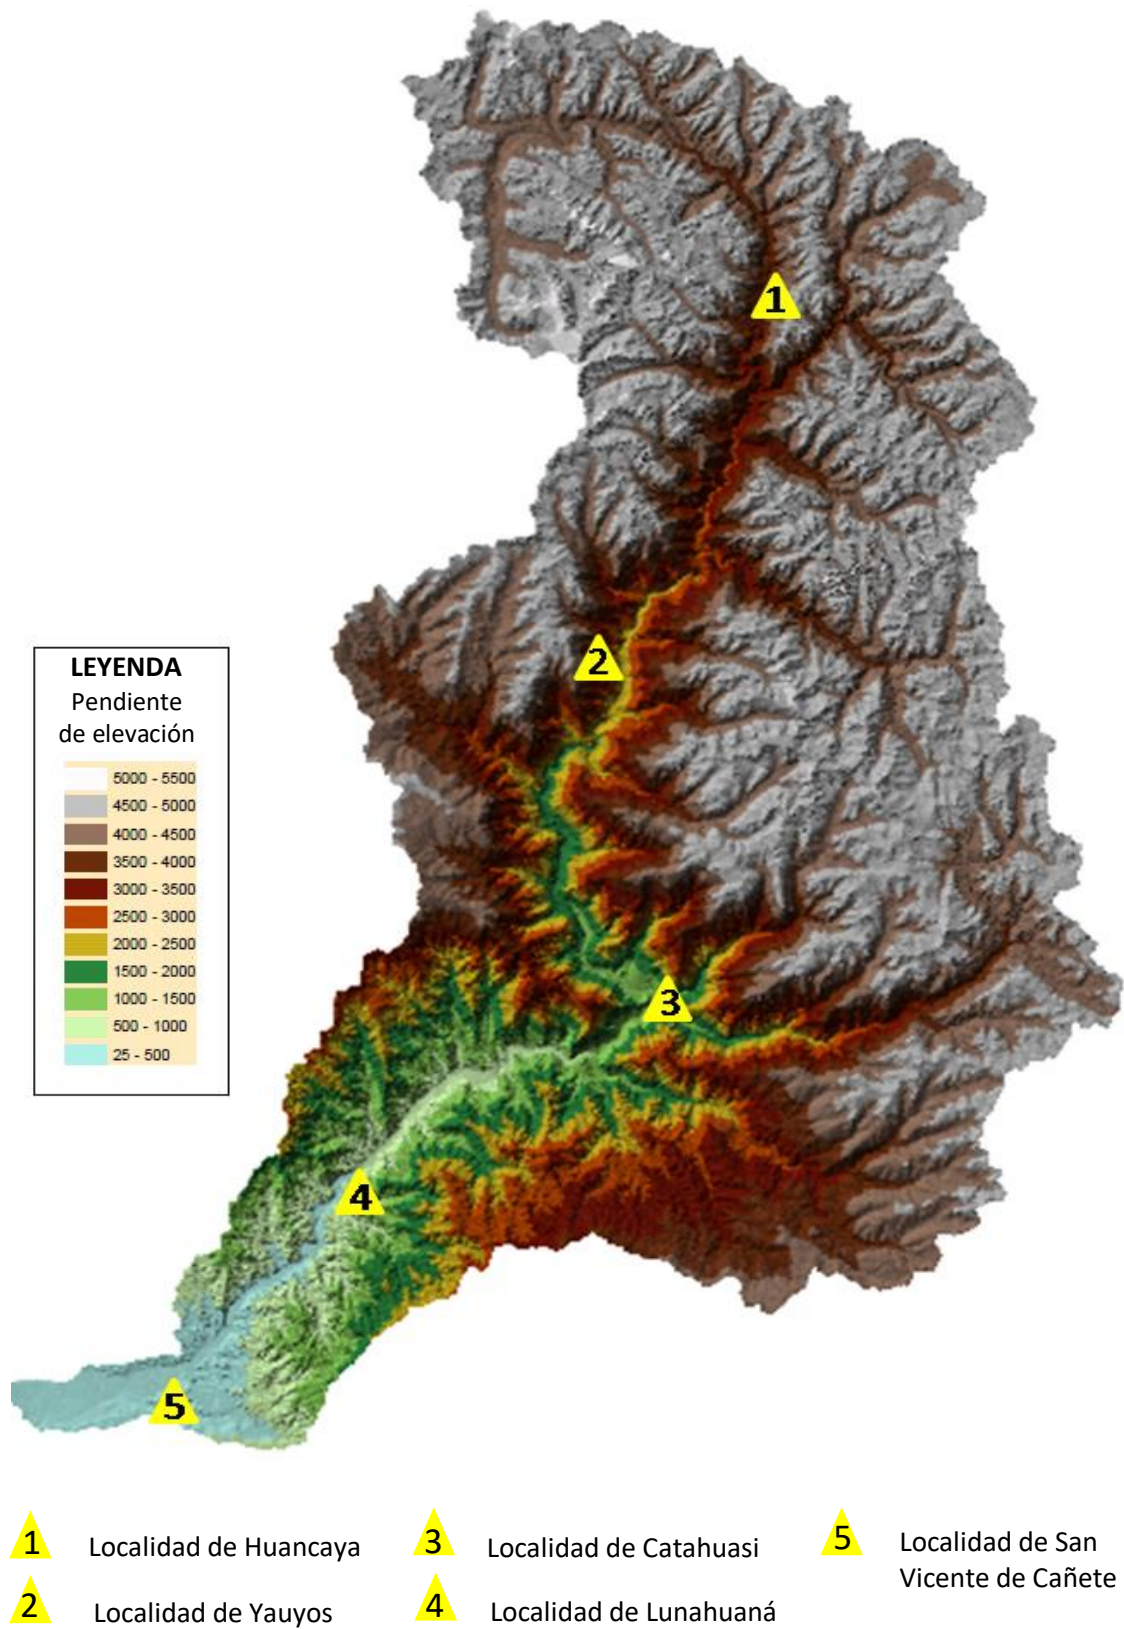 1
2
3
4
5
LEYENDA
Pendiente
de elevación
5000 - 5500
4500 - 5000
4000 - 4500
3500 - 4000
3000 - 3500
2500 - 3000
2000 - 2500
1500 - 2000
1000 - 1500
500 - 1000
25 - 500
1 Localidad de Huancaya
2 Localidad de Yauyos
3 Localidad de Catahuasi
4 Localidad de Lunahuaná
5 Localidad de San
Vicente de Cañete